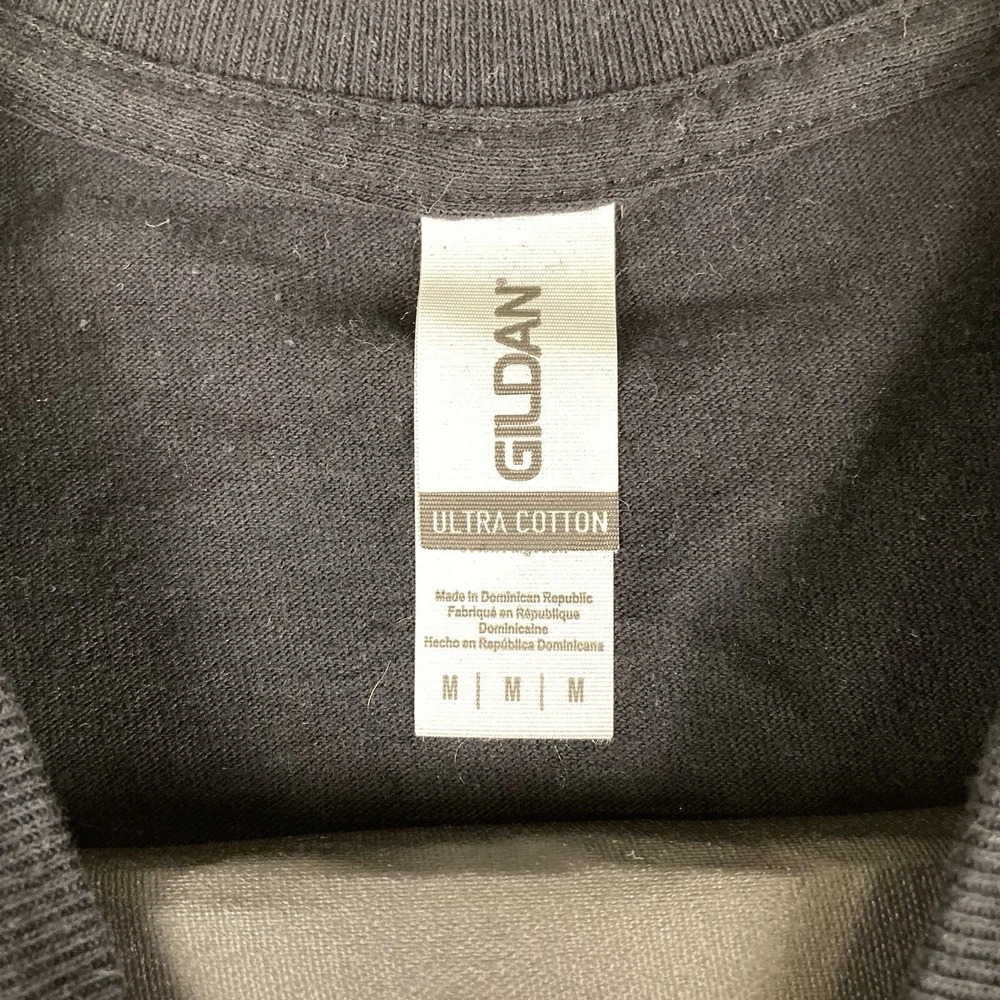 GILDAN®
ULTRA COTTON
Made in Dominican Republic
Fabriqué en République
Dominicaine
Hecho en República Dominicana
M | M | M